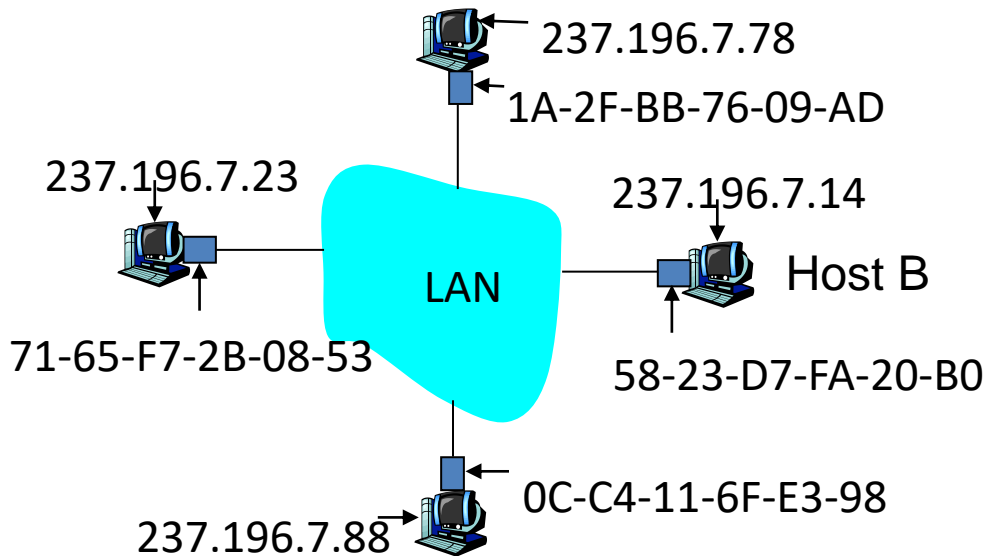 237.196.7.78
1A-2F-BB-76-09-AD
237.196.7.23
237.196.7.14
LAN
Host B
71-65-F7-2B-08-53
58-23-D7-FA-20-B0
0C-C4-11-6F-E3-98
237.196.7.88